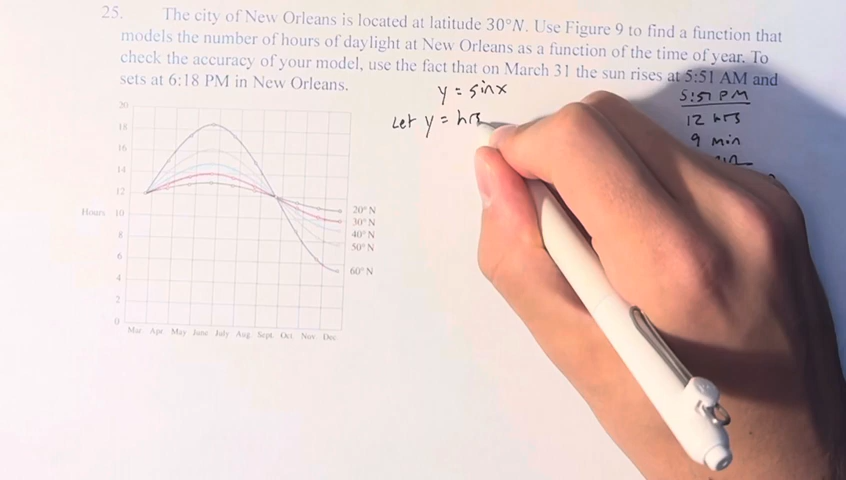 25. The city of New Orleans is located at latitude 30°N. Use Figure 9 to find a function that
models the number of hours of daylight at New Orleans as a function of the time of year. To
check the accuracy of your model, use the fact that on March 31 the sun rises at 5:51 AM and
sets at 6:18 PM in New Orleans.
y = sinx
Let y = hrs
5:51 PM
12 hrs
9 min
20
18
16
14
12
Hours 10
8
6
4
2
0
20° N
30° N
40° N
50° N
60° N
Mar. Apr. May June July Aug. Sept. Oct. Nov. Dec.